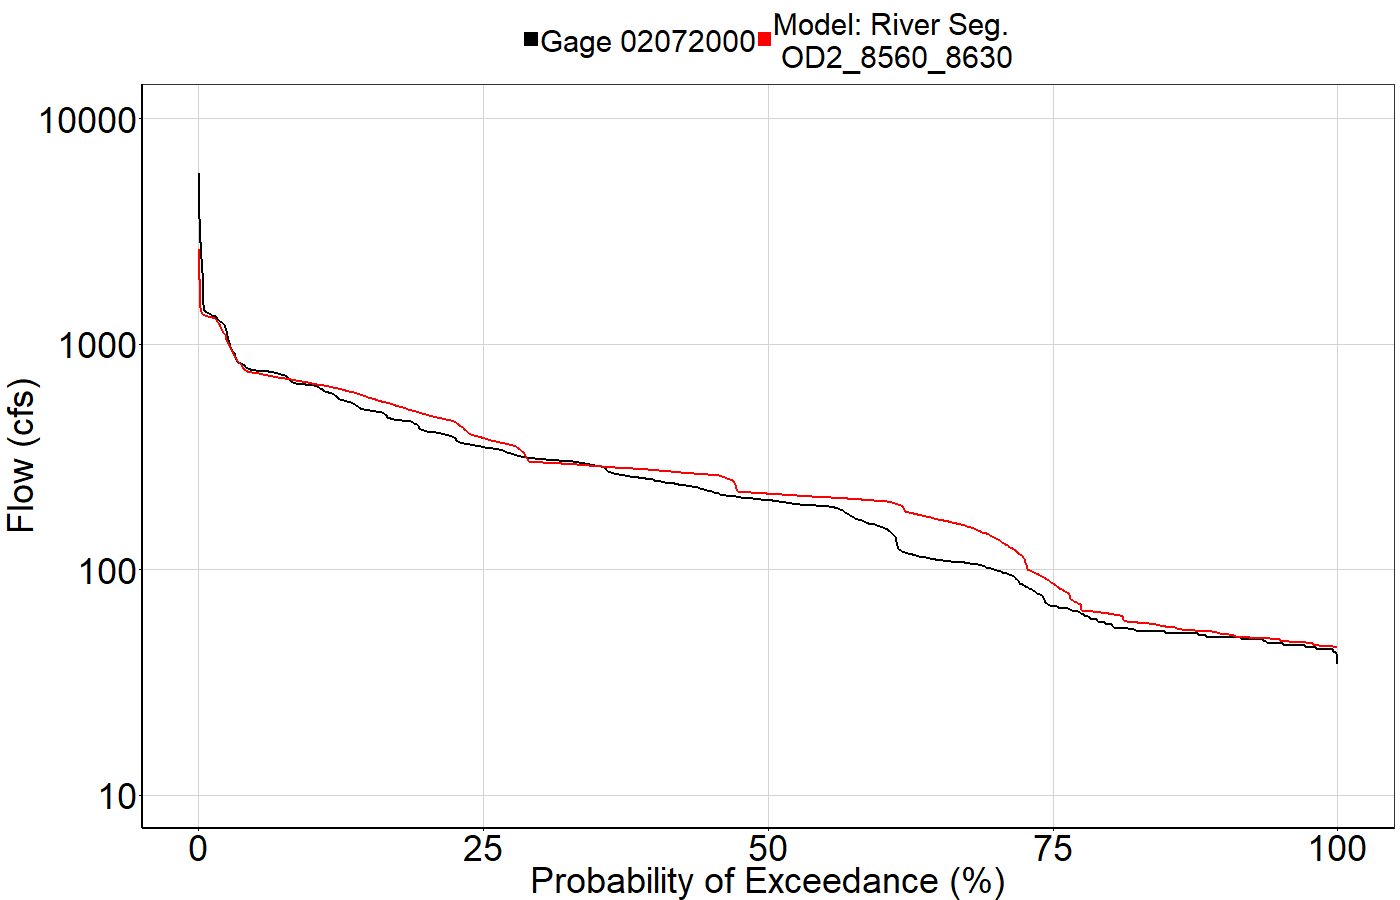 Gage 02072000
Model: River Seg.
OD2_8560_8630
10000
1000
100
10
Flow (cfs)
0 25 50 75 100
Probability of Exceedance (%)